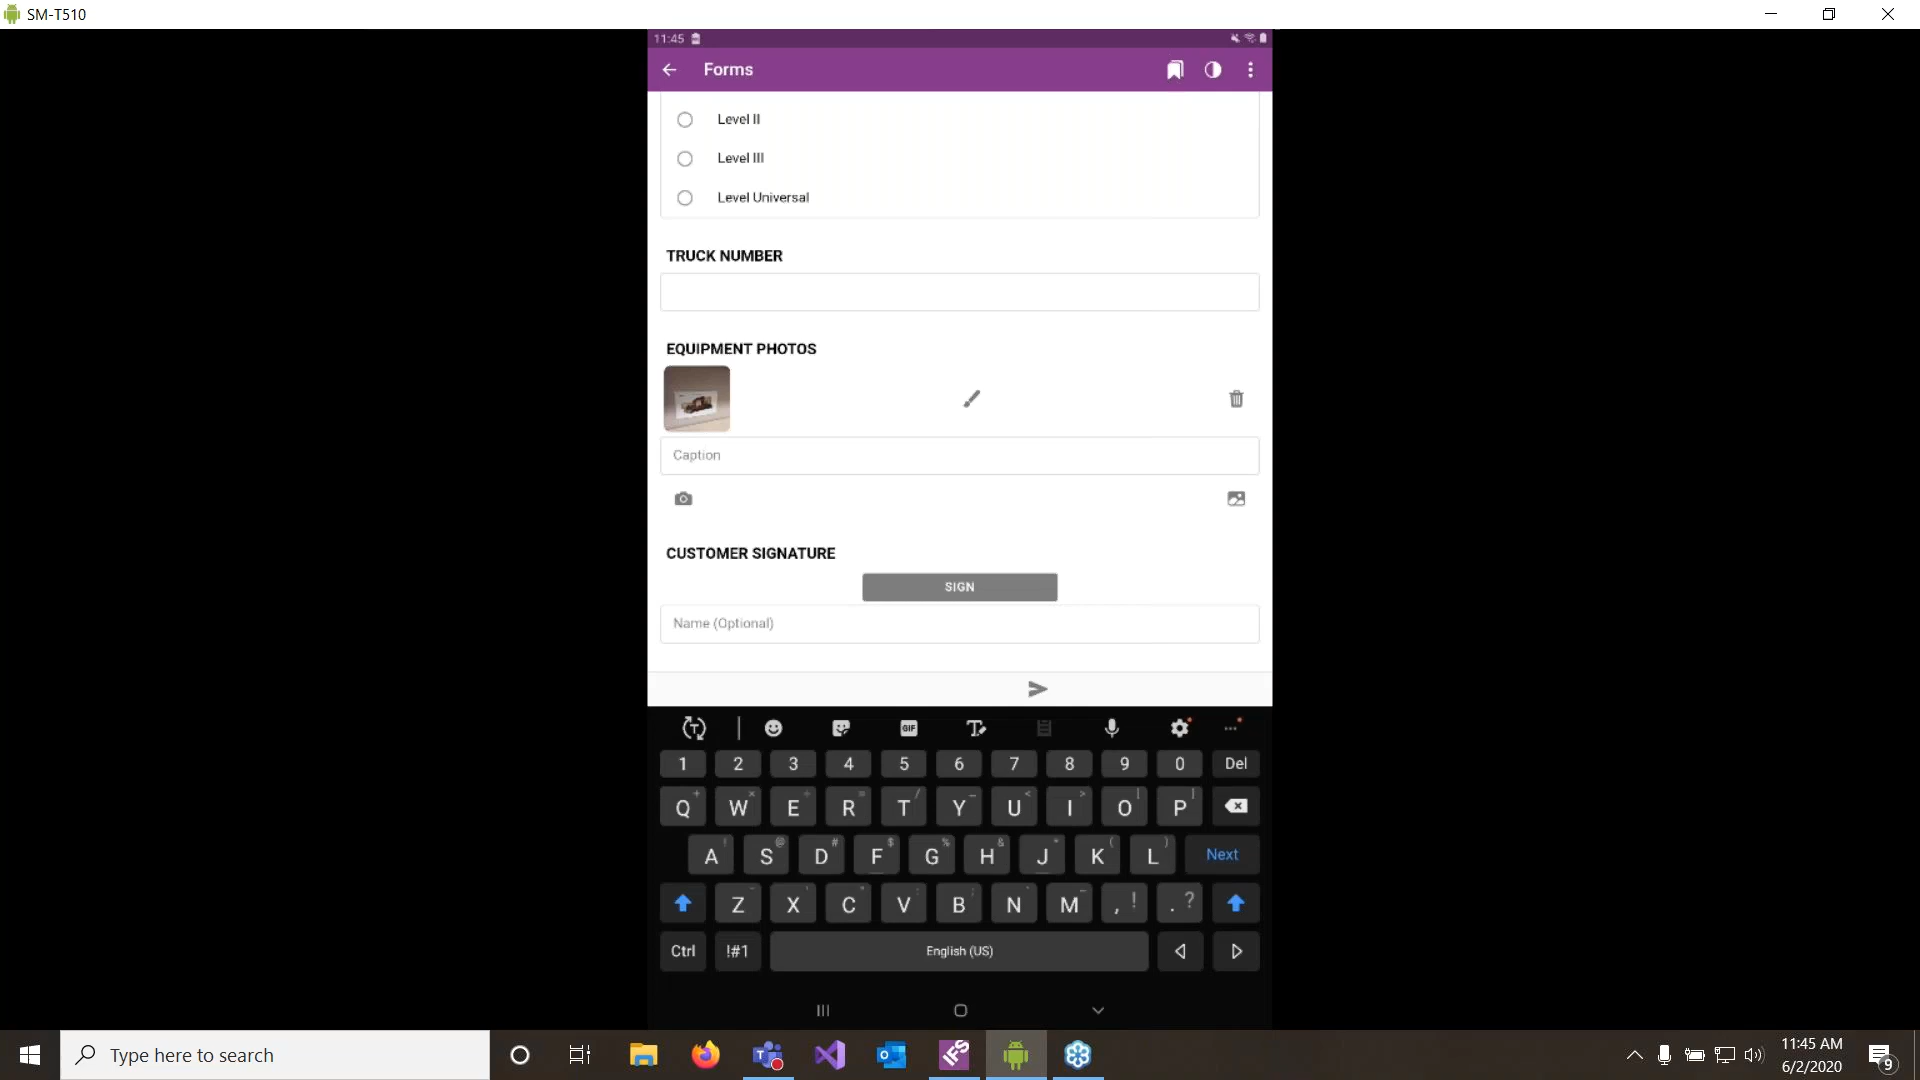 SM-T510
11:45
Forms
Level II
Level III
Level Universal
TRUCK NUMBER
EQUIPMENT PHOTOS
Caption
CUSTOMER SIGNATURE
SIGN
Name (Optional)
GIF
1 2 3 4 5 6 7 8 9 0 Del
Q W E R T Y U I O P
A S D F G H J K L Next
Z X C V B N M , ! . ?
Ctrl !#1 English (US)
Type here to search
IFS
11:45 AM
6/2/2020
9